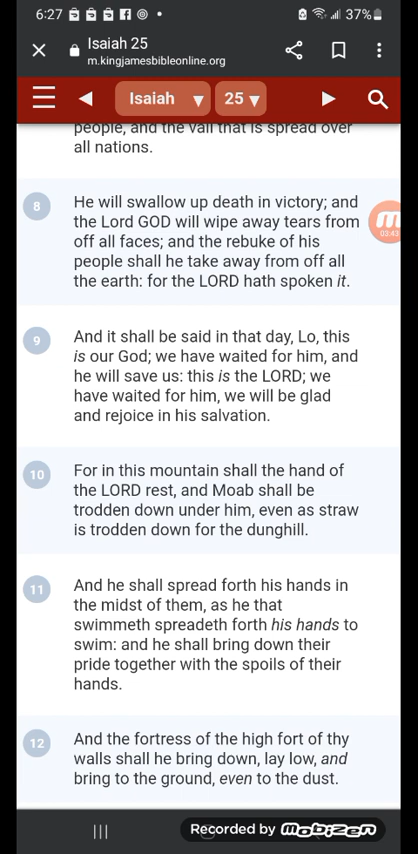 6:27
37%
Isaiah 25
m.kingjamesbibleonline.org
Isaiah 25
people, and the vail that is spread over
all nations.
8 He will swallow up death in victory; and
the Lord GOD will wipe away tears from
off all faces; and the rebuke of his
people shall he take away from off all
the earth: for the LORD hath spoken it.
03:43
9 And it shall be said in that day, Lo, this
is our God; we have waited for him, and
he will save us: this is the LORD; we
have waited for him, we will be glad
and rejoice in his salvation.
10 For in this mountain shall the hand of
the LORD rest, and Moab shall be
trodden down under him, even as straw
is trodden down for the dunghill.
11 And he shall spread forth his hands in
the midst of them, as he that
swimmeth spreadeth forth his hands to
swim: and he shall bring down their
pride together with the spoils of their
hands.
12 And the fortress of the high fort of thy
walls shall he bring down, lay low, and
bring to the ground, even to the dust.
Recorded by mobizen